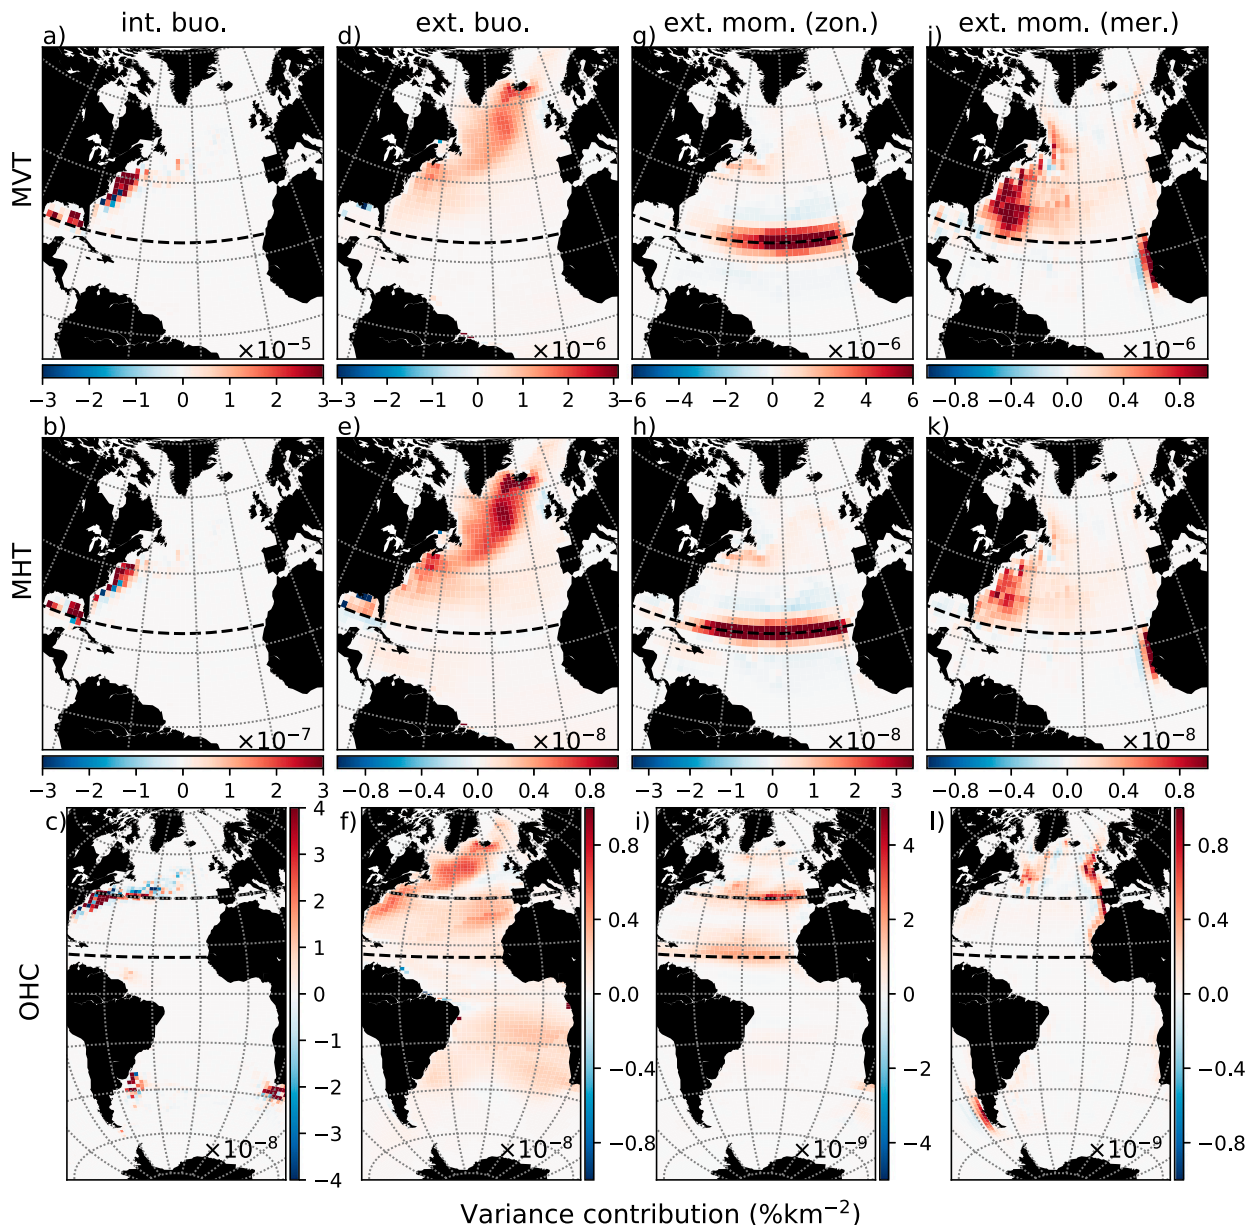 int. buo.
ext. buo.
ext. mom. (zon.)
ext. mom. (mer.)
a)
d)
g)
j)
MVT
×10−5
×10−6
×10−6
×10−6
−3 −2 −1 0 1 2 3
−3 −2 −1 0 1 2 3
−6 −4 −2 0 2 4 6
−0.8 −0.4 0.0 0.4 0.8
b)
e)
h)
k)
MHT
×10−7
×10−8
×10−8
×10−8
−3 −2 −1 0 1 2 3
−0.8 −0.4 0.0 0.4 0.8
−3 −2 −1 0 1 2 3
−0.8 −0.4 0.0 0.4 0.8
c)
f)
i)
l)
OHC
×10−8
×10−8
×10−9
×10−9
4
3
2
1
0
−1
−2
−3
−4
0.8
0.4
0.0
−0.4
−0.8
4
2
0
−2
−4
0.8
0.4
0.0
−0.4
−0.8
Variance contribution (%km−2)